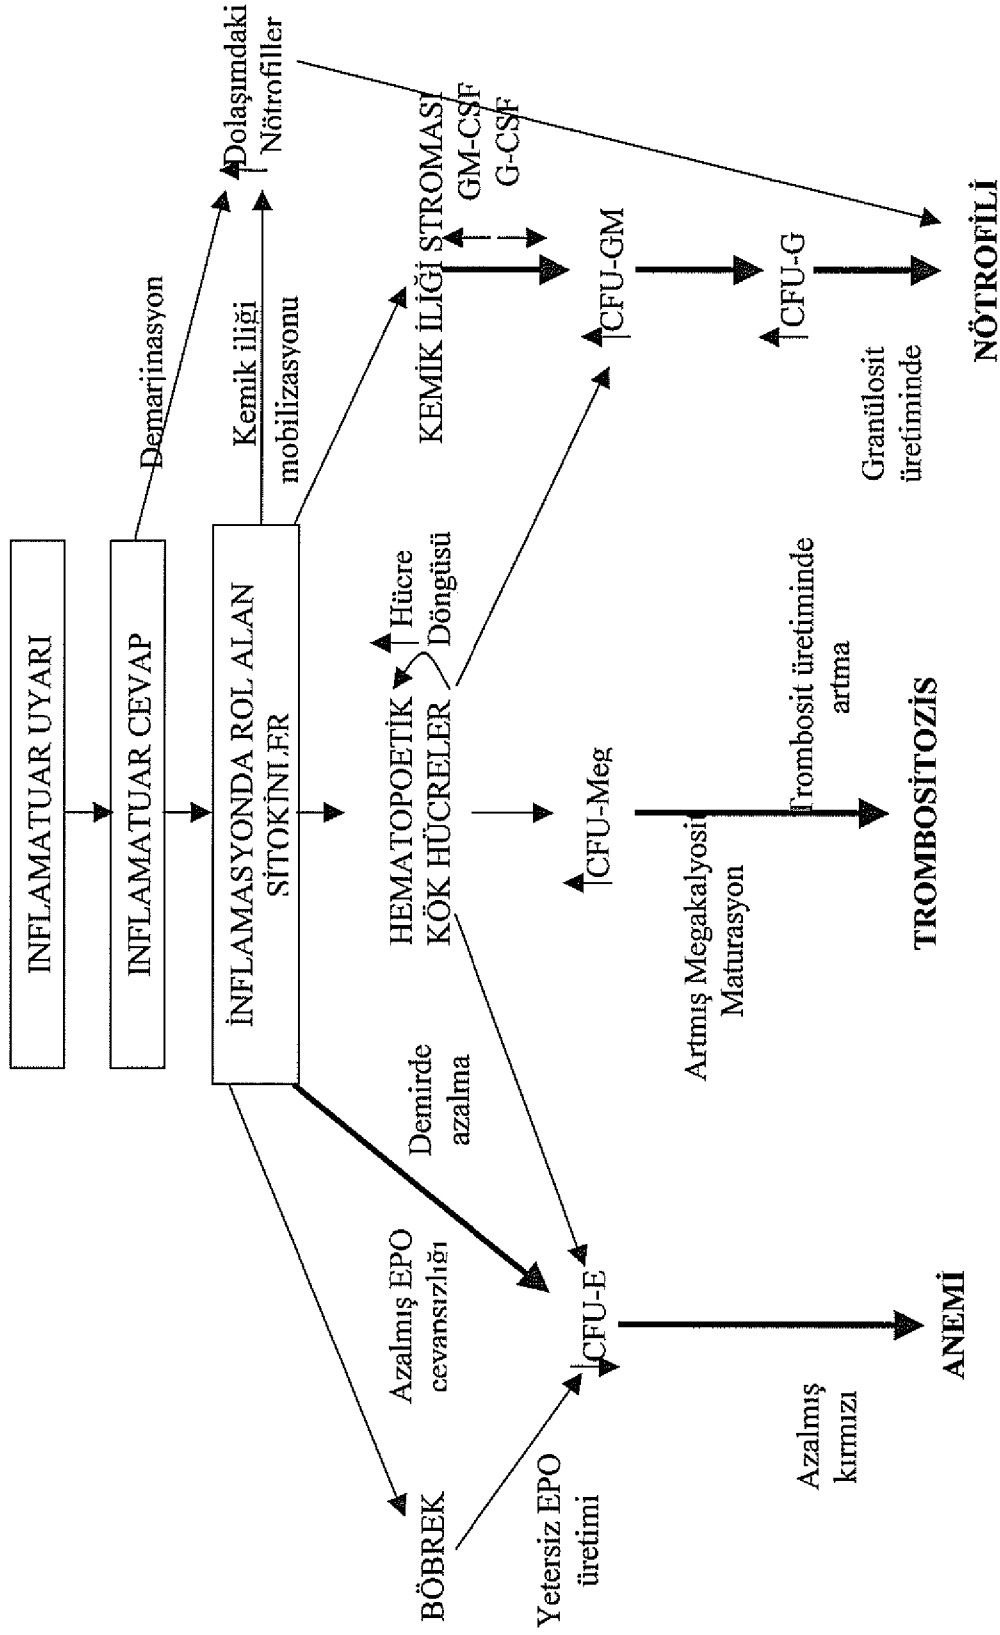 INFLAMATUAR UYARI
INFLAMATUAR CEVAP
İNFLAMASYONDA ROL ALAN
SİTOKİNLER
Demarjinasyon
Kemik iliği
mobilizasyonu
Dolaşımdaki
Nötrofiller
BÖBREK
Azalmış EPO
cevapsızlığı
Demirde
azalma
HEMATOPOETİK
KÖK HÜCRELER
Hücre
Döngüsü
KEMİK İLİĞİ STROMASI
GM-CSF
G-CSF
Yetersiz EPO
üretimi
CFU-E
CFU-Meg
CFU-GM
Artmış Megakalyosi
Maturasyon
Trombosit üretiminde
artma
CFU-G
Azalmış
kırmızı
Granülosit
üretiminde
ANEMİ
TROMBOSİTOZİS
NÖTROFİLİ